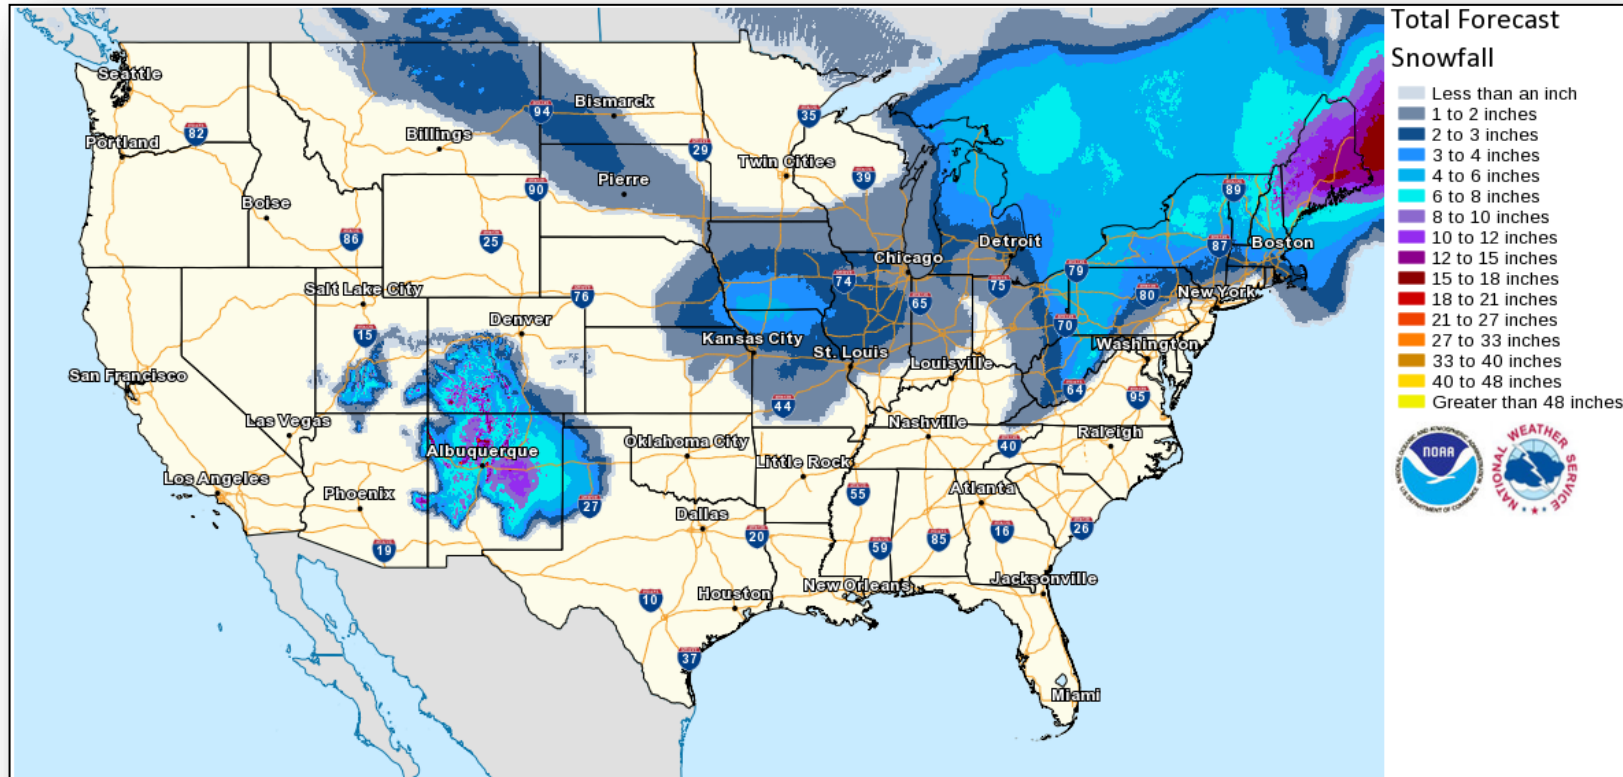 Total Forecast
Snowfall
Less than an inch
1 to 2 inches
2 to 3 inches
3 to 4 inches
4 to 6 inches
6 to 8 inches
8 to 10 inches
10 to 12 inches
12 to 15 inches
15 to 18 inches
18 to 21 inches
21 to 27 inches
27 to 33 inches
33 to 40 inches
40 to 48 inches
Greater than 48 inches
NOAA
NATIONAL WEATHER SERVICE
Seattle
Bismarck
94
35
82
Portland
Billings
29
Twin Cities
39
90
Pierre
89
Boise
86
25
87
Boston
Detroit
Chicago
79
74
75
Salt Lake City
76
65
80
New York
15
Denver
70
Kansas City
St. Louis
Washington
Louisville
San Francisco
64
95
44
Las Vegas
Nashville
Raleigh
Oklahoma City
40
Albuquerque
Little Rock
Los Angeles
Phoenix
55
Atlanta
27
Dallas
20
16
26
19
59
85
New Orleans
Jacksonville
10
Houston
37
Miami